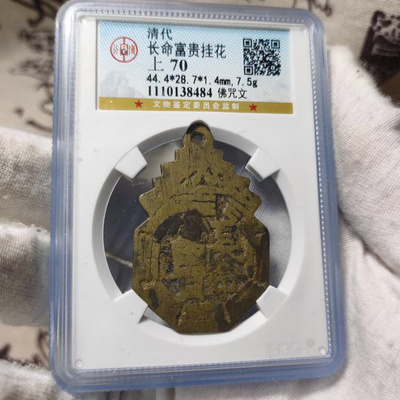 清代
长命富贵挂花
上 70
44.4*28.7*1.4mm,7.5g
1110138484 佛咒文
★ 文物鉴定委员会监制 ★